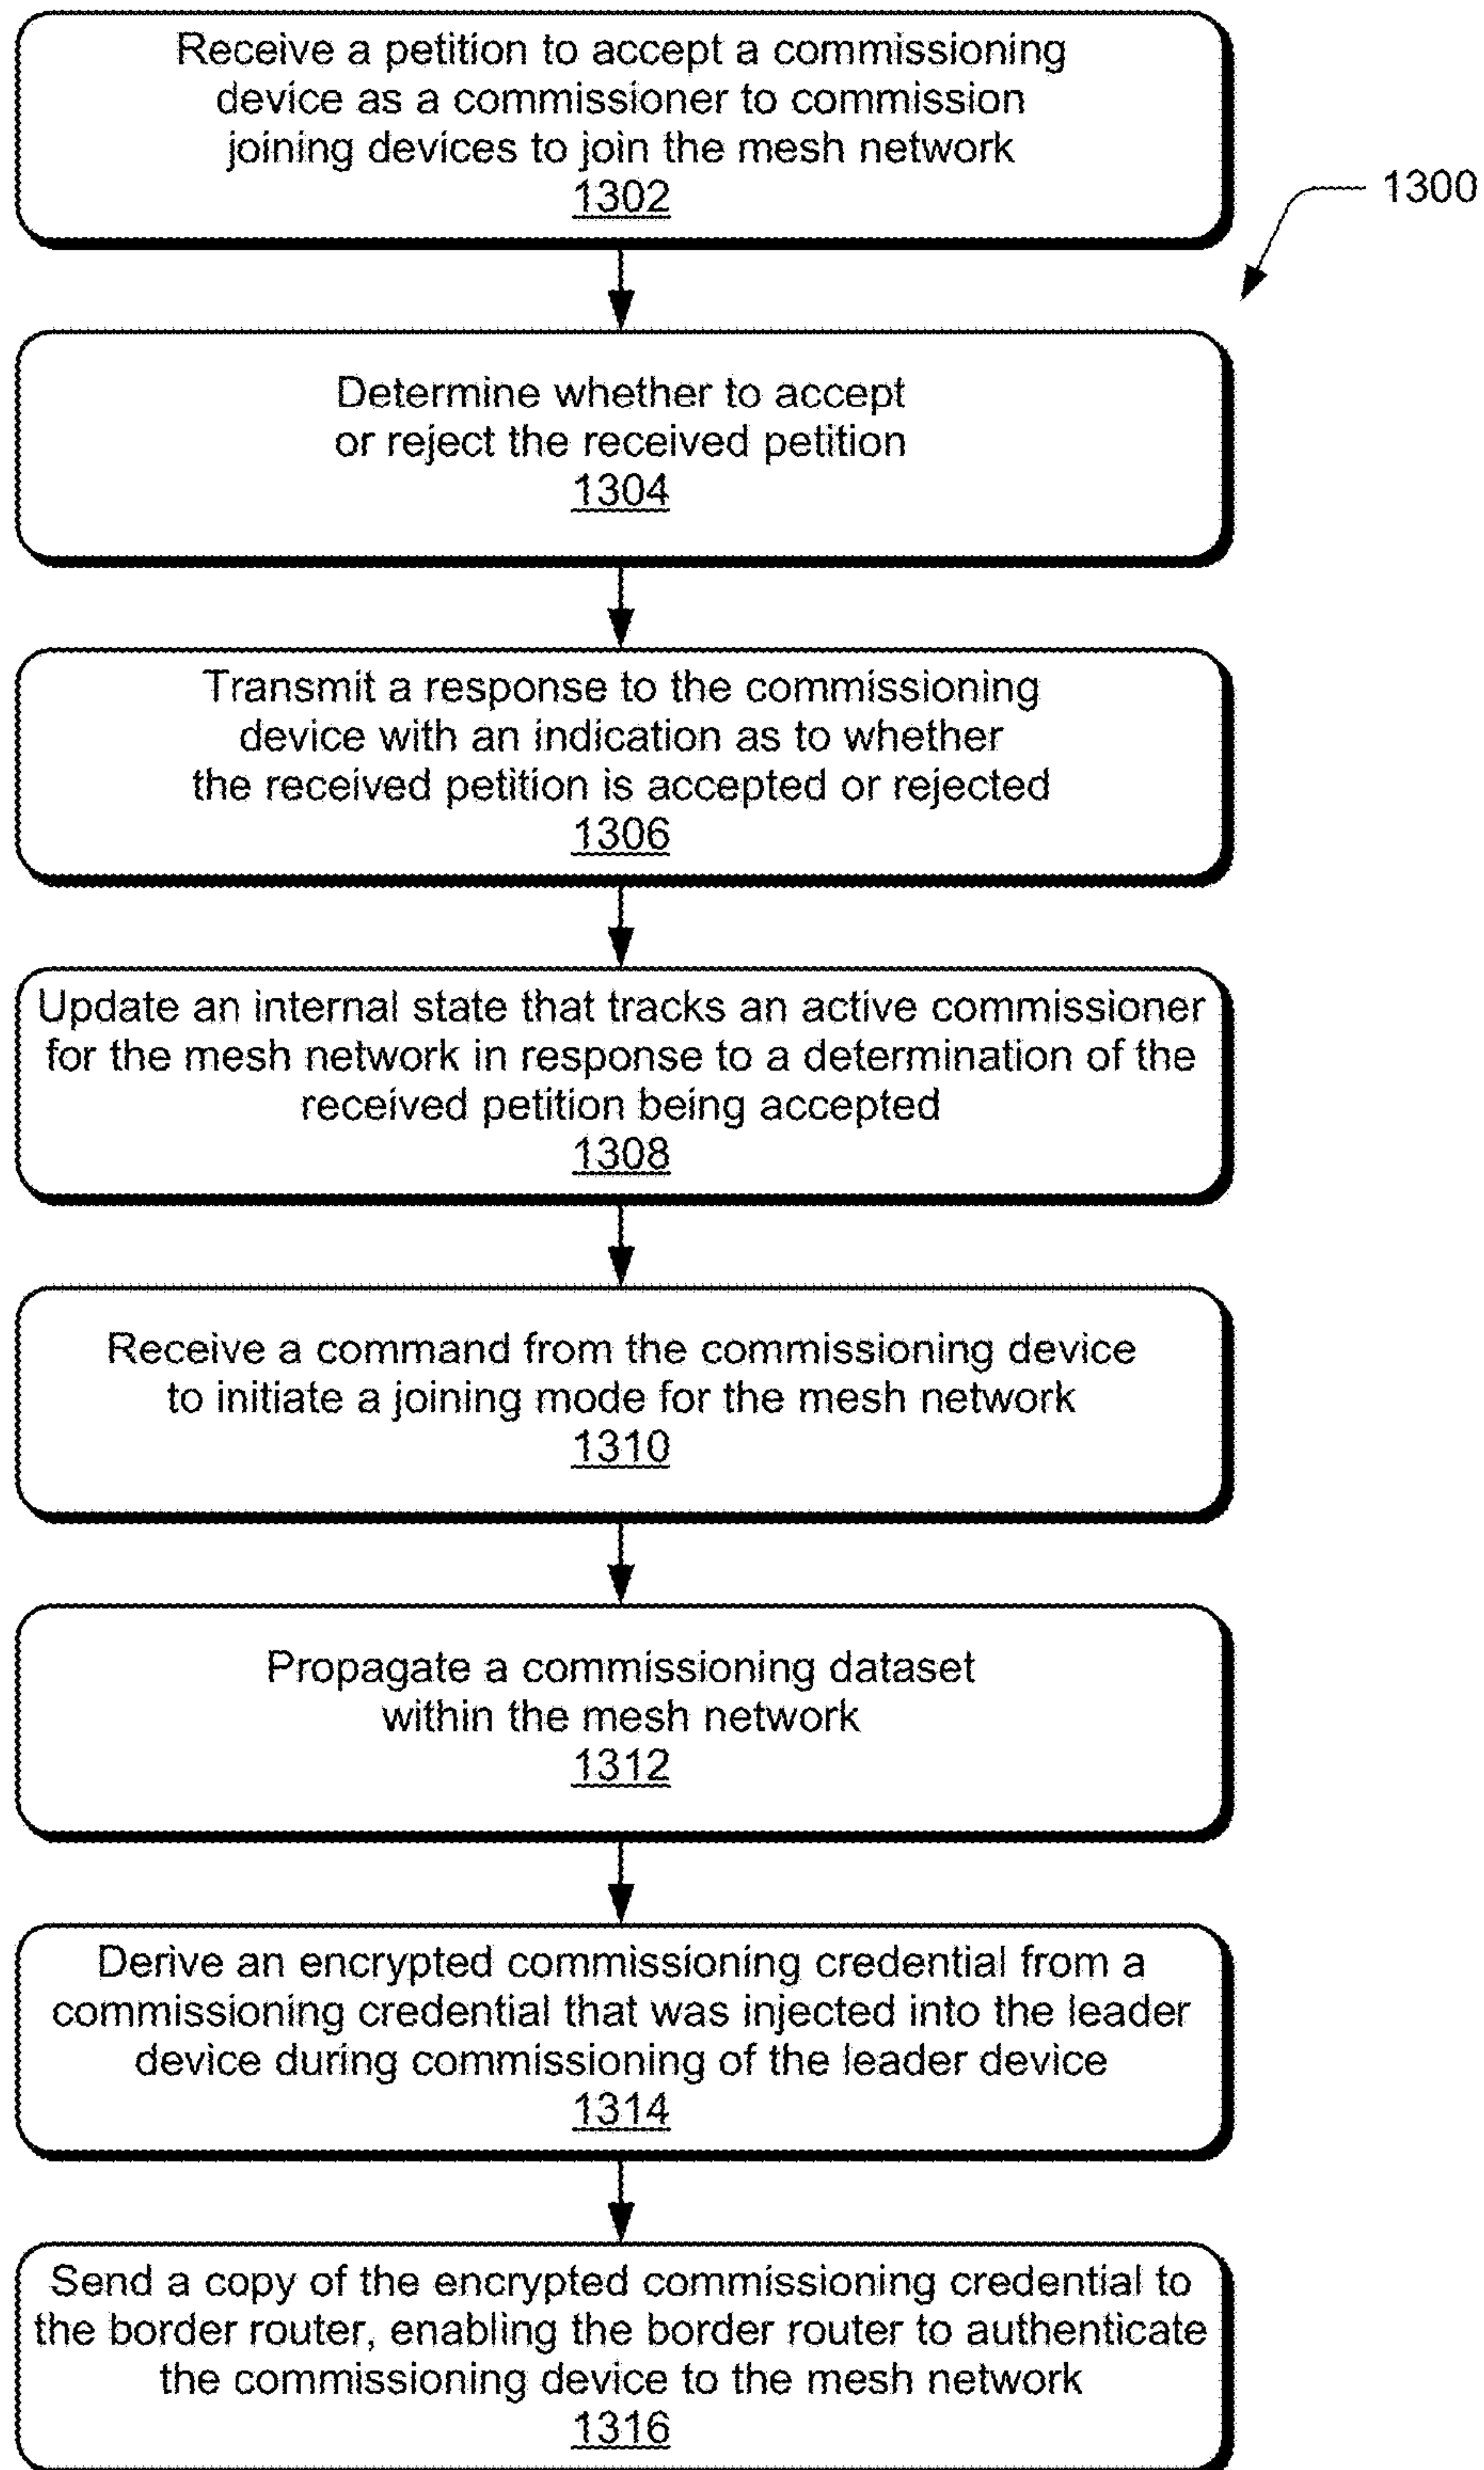 Receive a petition to accept a commissioning
device as a commissioner to commission
joining devices to join the mesh network
1302
1300
Determine whether to accept
or reject the received petition
1304
Transmit a response to the commissioning
device with an indication as to whether
the received petition is accepted or rejected
1306
Update an internal state that tracks an active commissioner
for the mesh network in response to a determination of the
received petition being accepted
1308
Receive a command from the commissioning device
to initiate a joining mode for the mesh network
1310
Propagate a commissioning dataset
within the mesh network
1312
Derive an encrypted commissioning credential from a
commissioning credential that was injected into the leader
device during commissioning of the leader device
1314
Send a copy of the encrypted commissioning credential to
the border router, enabling the border router to authenticate
the commissioning device to the mesh network
1316